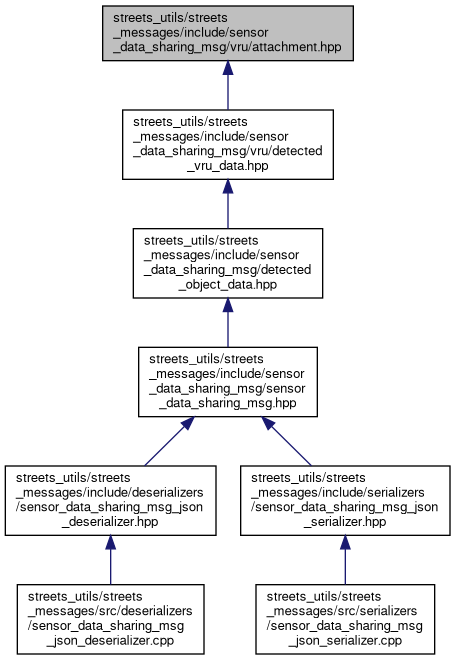 streets_utils/streets
_messages/include/sensor
_data_sharing_msg/vru/attachment.hpp
streets_utils/streets
_messages/include/sensor
_data_sharing_msg/vru/detected
_vru_data.hpp
streets_utils/streets
_messages/include/sensor
_data_sharing_msg/detected
_object_data.hpp
streets_utils/streets
_messages/include/sensor
_data_sharing_msg/sensor
_data_sharing_msg.hpp
streets_utils/streets
_messages/include/deserializers
/sensor_data_sharing_msg_json
_deserializer.hpp
streets_utils/streets
_messages/include/serializers
/sensor_data_sharing_msg_json
_serializer.hpp
streets_utils/streets
_messages/src/deserializers
/sensor_data_sharing_msg
_json_deserializer.cpp
streets_utils/streets
_messages/src/serializers
/sensor_data_sharing_msg
_json_serializer.cpp